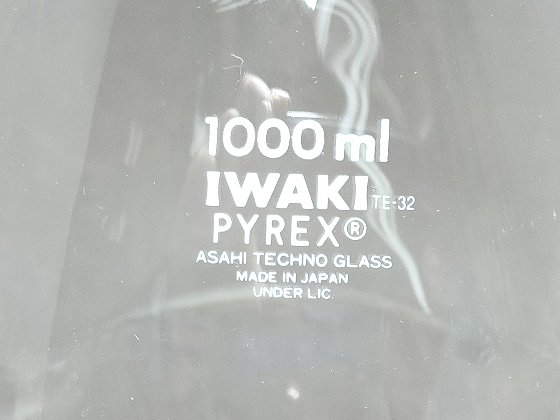 1000 ml
IWAKI TE-32
PYREX®
ASAHI TECHNO GLASS
MADE IN JAPAN
UNDER LIC.